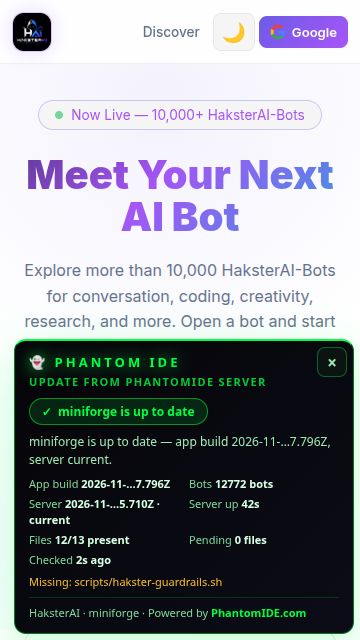 HAKSTERAI
Discover
🌙
Google
Now Live — 10,000+ HaksterAI-Bots
Meet Your Next
AI Bot
Explore more than 10,000 HaksterAI-Bots
for conversation, coding, creativity,
research, and more. Open a bot and start
👻 PHANTOM IDE
×
UPDATE FROM PHANTOMIDE SERVER
✓ miniforge is up to date
miniforge is up to date — app build 2026-11-...7.796Z,
server current.
App build 2026-11-...7.796Z Bots 12772 bots
Server 2026-11-...5.710Z · Server up 42s
current
Files 12/13 present Pending 0 files
Checked 2s ago
Missing: scripts/hakster-guardrails.sh
HaksterAI · miniforge · Powered by PhantomIDE.com